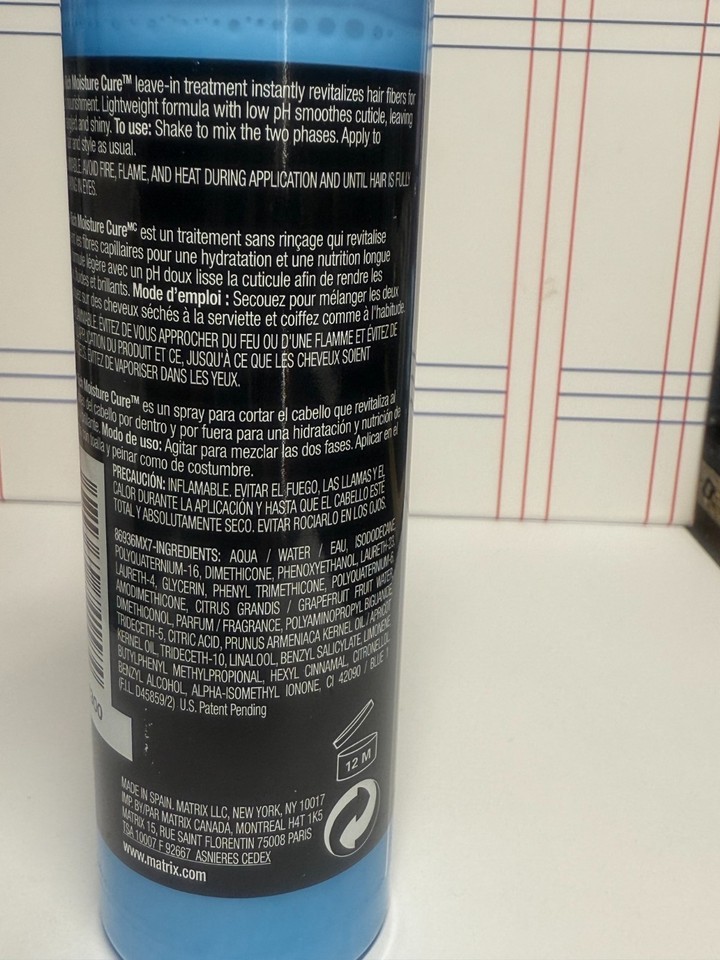 Moisture Cure™ leave-in treatment instantly revitalizes hair fibers for
Lightweight formula with low pH smoothes cuticle, leaving
and shiny. To use: Shake to mix the two phases. Apply to
and style as usual.
AVOID FIRE, FLAME, AND HEAT DURING APPLICATION AND UNTIL HAIR IS FULLY
IN EYES.
Moisture Cure MC est un traitement sans rinçage qui revitalise
fibres capillaires pour une hydratation et une nutrition longue
légère avec un pH doux lisse la cuticule afin de rendre les
et brillants. Mode d'emploi : Secouez pour mélanger les deux
sur des cheveux séchés à la serviette et coiffez comme à l'habitude.
ÉVITEZ DE VOUS APPROCHER DU FEU OU D'UNE FLAMME ET ÉVITEZ DE
DU PRODUIT ET CE, JUSQU'À CE QUE LES CHEVEUX SOIENT
ÉVITEZ DE VAPORISER DANS LES YEUX.
Moisture Cure™ es un spray para cortar el cabello que revitaliza al
del cabello por dentro y por fuera para una hidratación y nutrición de
Modo de uso: Agitar para mezclar las dos fases. Aplicar en el
y peinar como de costumbre.
PRECAUCIÓN: INFLAMABLE. EVITAR EL FUEGO, LAS LLAMAS Y EL
CALOR DURANTE LA APLICACIÓN Y HASTA QUE EL CABELLO ESTÉ
TOTAL Y ABSOLUTAMENTE SECO. EVITAR ROCIARLO EN LOS OJOS.
86936MX7-INGREDIENTS: AQUA / WATER / EAU, ISODODECANE,
POLYQUATERNIUM-16, DIMETHICONE, PHENOXYETHANOL, LAURETH-23,
LAURETH-4, GLYCERIN, PHENYL TRIMETHICONE, POLYQUATERNIUM-6,
AMODIMETHICONE, CITRUS GRANDIS / GRAPEFRUIT FRUIT WATER,
DIMETHICONOL, PARFUM / FRAGRANCE, POLYAMINOPROPYL BIGUANIDE,
TRIDECETH-5, CITRIC ACID, PRUNUS ARMENIACA KERNEL OIL / APRICOT
KERNEL OIL, TRIDECETH-10, LINALOOL, BENZYL SALICYLATE, LIMONENE,
BUTYLPHENYL METHYLPROPIONAL, HEXYL CINNAMAL, CITRONELLOL,
BENZYL ALCOHOL, ALPHA-ISOMETHYL IONONE, CI 42090 / BLUE 1
(F.I.L. D45859/2) U.S. Patent Pending
12 M
MADE IN SPAIN. MATRIX LLC, NEW YORK, NY 10017
IMP. BY/PAR MATRIX CANADA, MONTREAL H4T 1K5
MATRIX 15, RUE SAINT FLORENTIN 75008 PARIS
TSA 10007 F 92667 ASNIERES CEDEX
www.matrix.com